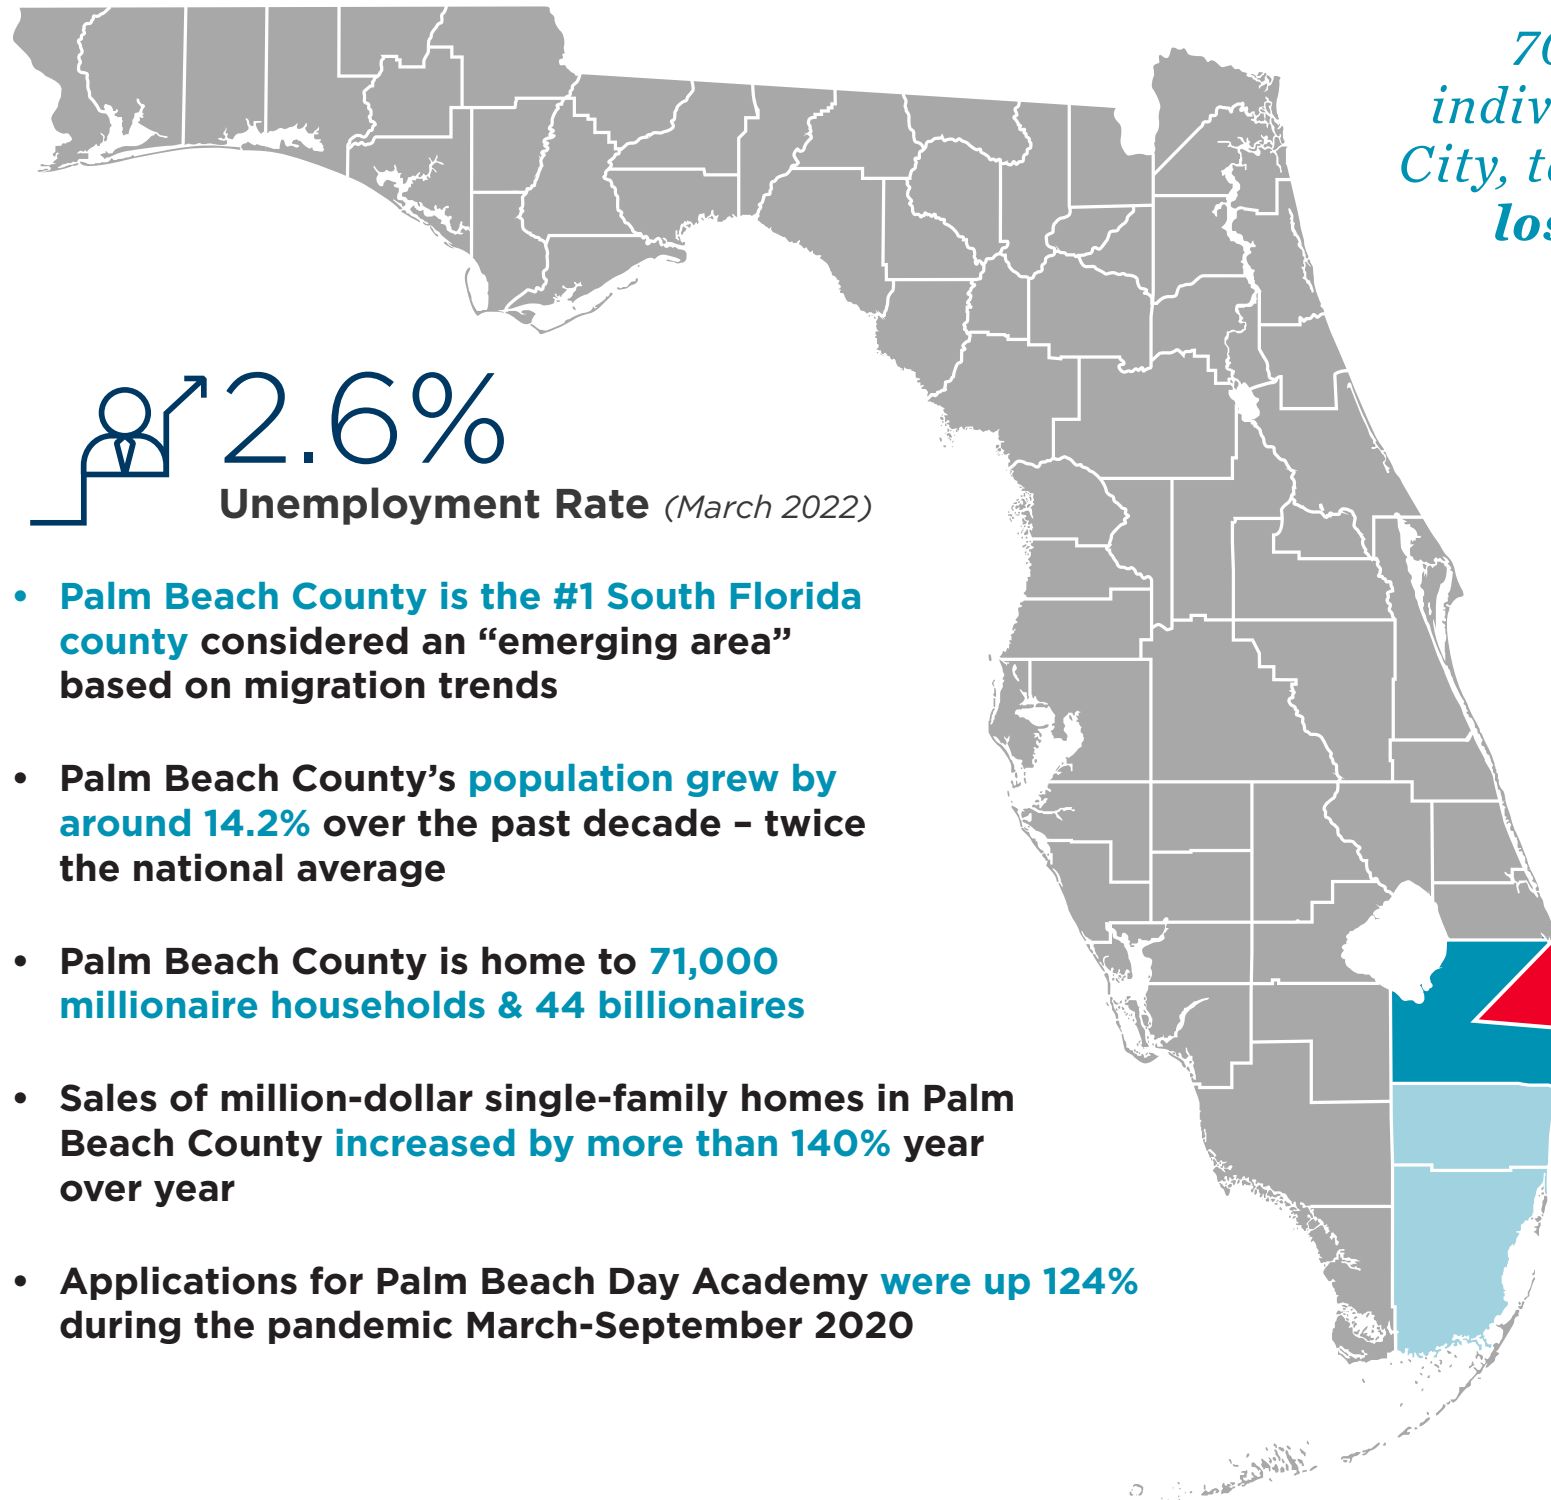 2.6%
Unemployment Rate (March 2022)
• Palm Beach County is the #1 South Florida
county considered an “emerging area”
based on migration trends
• Palm Beach County’s population grew by
around 14.2% over the past decade – twice
the national average
• Palm Beach County is home to 71,000
millionaire households & 44 billionaires
• Sales of million-dollar single-family homes in Palm
Beach County increased by more than 140% year
over year
• Applications for Palm Beach Day Academy were up 124%
during the pandemic March-September 2020
City,